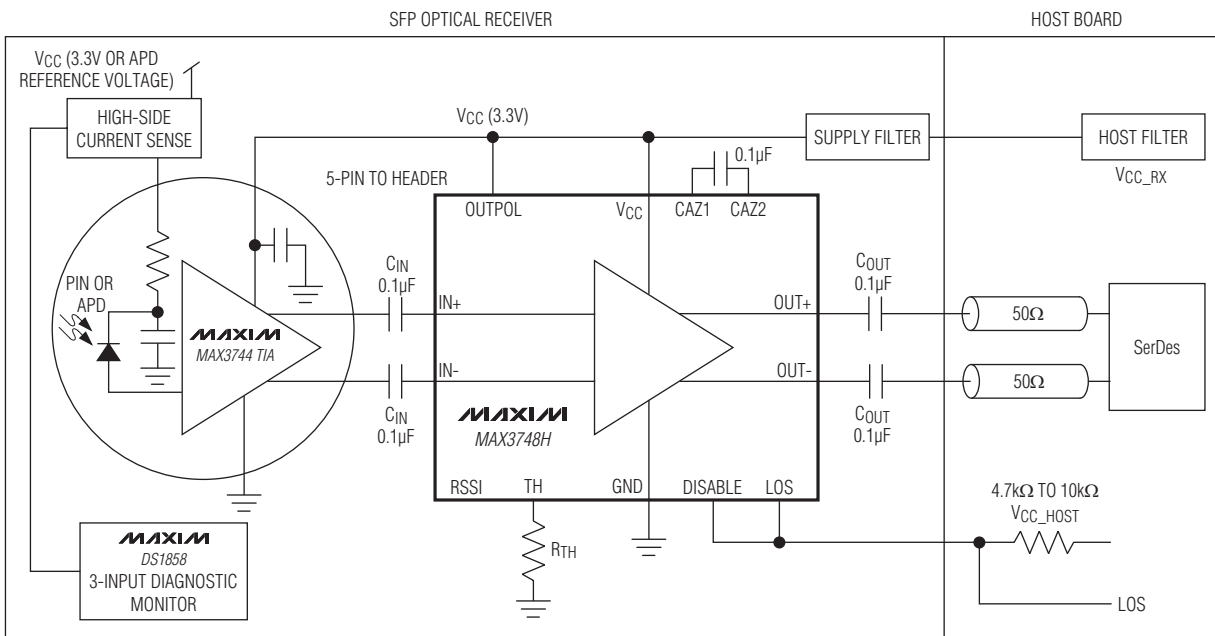 SFP OPTICAL RECEIVER
HOST BOARD
VCC (3.3V OR APD
REFERENCE VOLTAGE)
HIGH-SIDE
CURRENT SENSE
VCC (3.3V)
SUPPLY FILTER
HOST FILTER
VCC_RX
0.1µF
5-PIN TO HEADER
OUTPOL
VCC
CAZ1
CAZ2
PIN OR
APD
MAXIM
MAX3744 TIA
CIN
0.1µF
IN+
OUT+
COUT
0.1µF
50Ω
SerDes
IN-
OUT-
50Ω
CIN
0.1µF
MAXIM
MAX3748H
COUT
0.1µF
RSSI
TH
GND
DISABLE
LOS
4.7kΩ TO 10kΩ
VCC_HOST
RTH
MAXIM
DS1858
3-INPUT DIAGNOSTIC
MONITOR
LOS